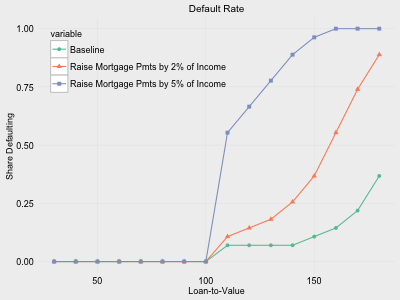 Default Rate
variable
Baseline
Raise Mortgage Pmts by 2% of Income
Raise Mortgage Pmts by 5% of Income
Share Defaulting
1.00
0.75
0.50
0.25
0.00
50
100
150
Loan-to-Value